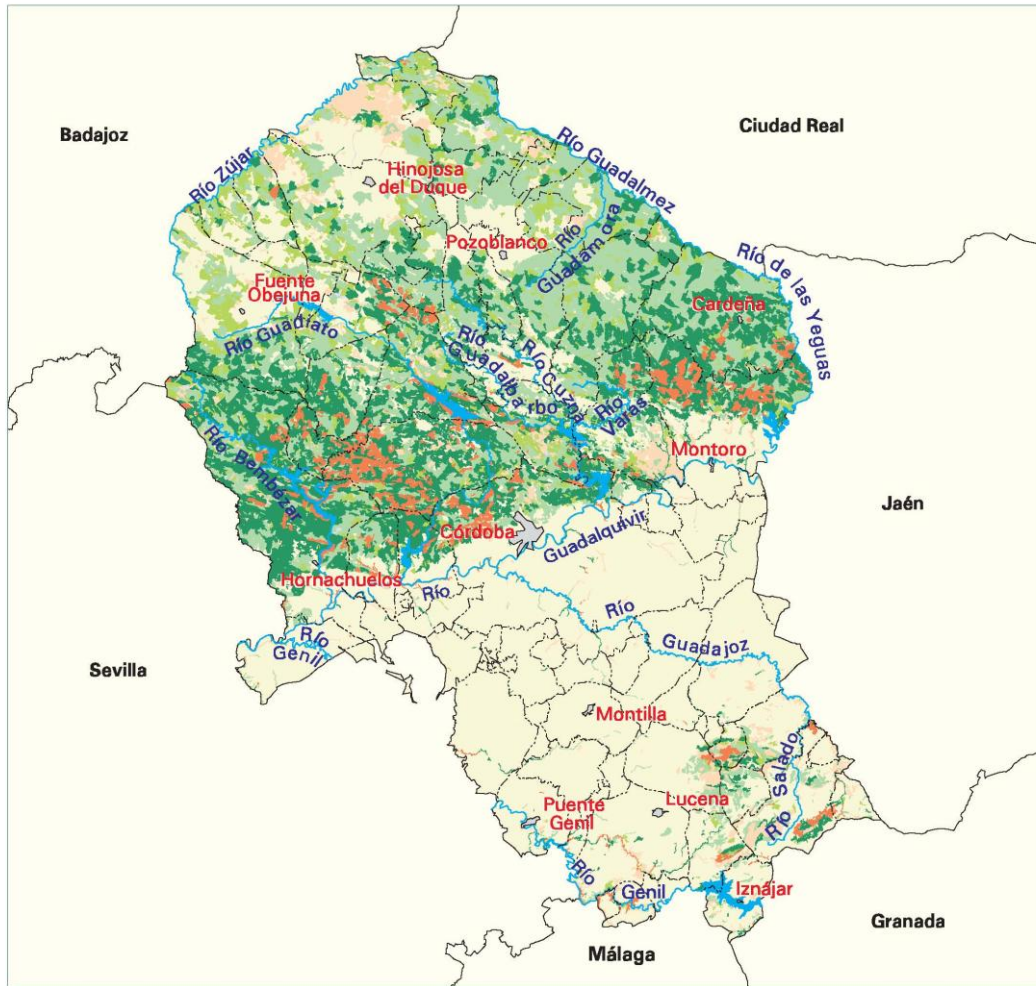 Badajoz
Ciudad Real
Río Zújar
Hinojosa
del Duque
Río Guadalmez
Pozoblanco
Río
Guadamora
Río de las Yeguas
Fuente
Obejuna
Cardeña
Río Guadiato
Río
Guadalbarbo
Río Cuzna
Río
Varas
Río Bembézar
Montoro
Jaén
Córdoba
Río
Guadalquivir
Hornachuelos
Río
Guadajoz
Río
Genil
Sevilla
Montilla
Río Salado
Puente
Genil
Lucena
Río
Genil
Iznájar
Granada
Málaga